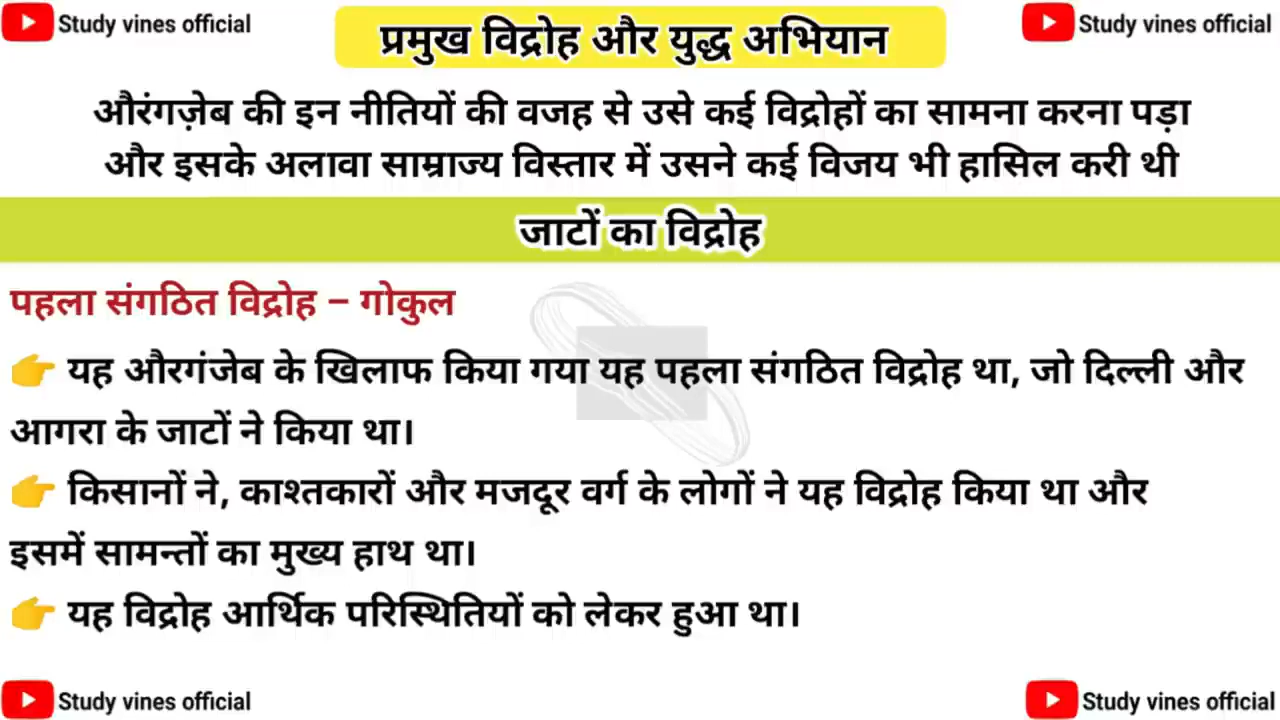 Study vines official
प्रमुख विद्रोह और युद्ध अभियान
Study vines official
औरंगज़ेब की इन नीतियों की वजह से उसे कई विद्रोहों का सामना करना पड़ा
और इसके अलावा साम्राज्य विस्तार में उसने कई विजय भी हासिल करी थी
जाटों का विद्रोह
पहला संगठित विद्रोह – गोकुल
👉 यह औरगंजेब के खिलाफ किया गया यह पहला संगठित विद्रोह था, जो दिल्ली और
आगरा के जाटों ने किया था।
👉 किसानों ने, काश्तकारों और मजदूर वर्ग के लोगों ने यह विद्रोह किया था और
इसमें सामन्तों का मुख्य हाथ था।
👉 यह विद्रोह आर्थिक परिस्थितियों को लेकर हुआ था।
Study vines official
Study vines official